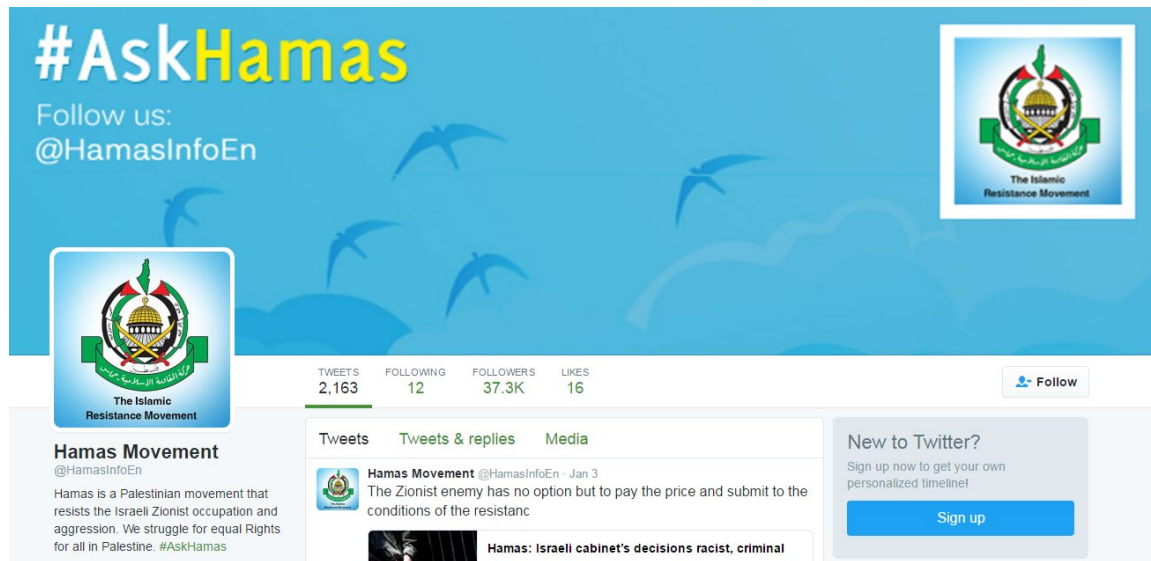 #AskHamas
Follow us:
@HamasInfoEn
The Islamic
Resistance Movement
حركة المقاومة الاسلامية - حماس
The Islamic
Resistance Movement
Hamas Movement
@HamasInfoEn
Hamas is a Palestinian movement that
resists the Israeli Zionist occupation and
aggression. We struggle for equal Rights
for all in Palestine. #AskHamas
TWEETS FOLLOWING FOLLOWERS LIKES
2,163 12 37.3K 16
Follow
Tweets Tweets & replies Media
Hamas Movement @HamasInfoEn · Jan 3
The Zionist enemy has no option but to pay the price and submit to the
conditions of the resistanc
Hamas: Israeli cabinet's decisions racist, criminal
New to Twitter?
Sign up now to get your own
personalized timeline!
Sign up